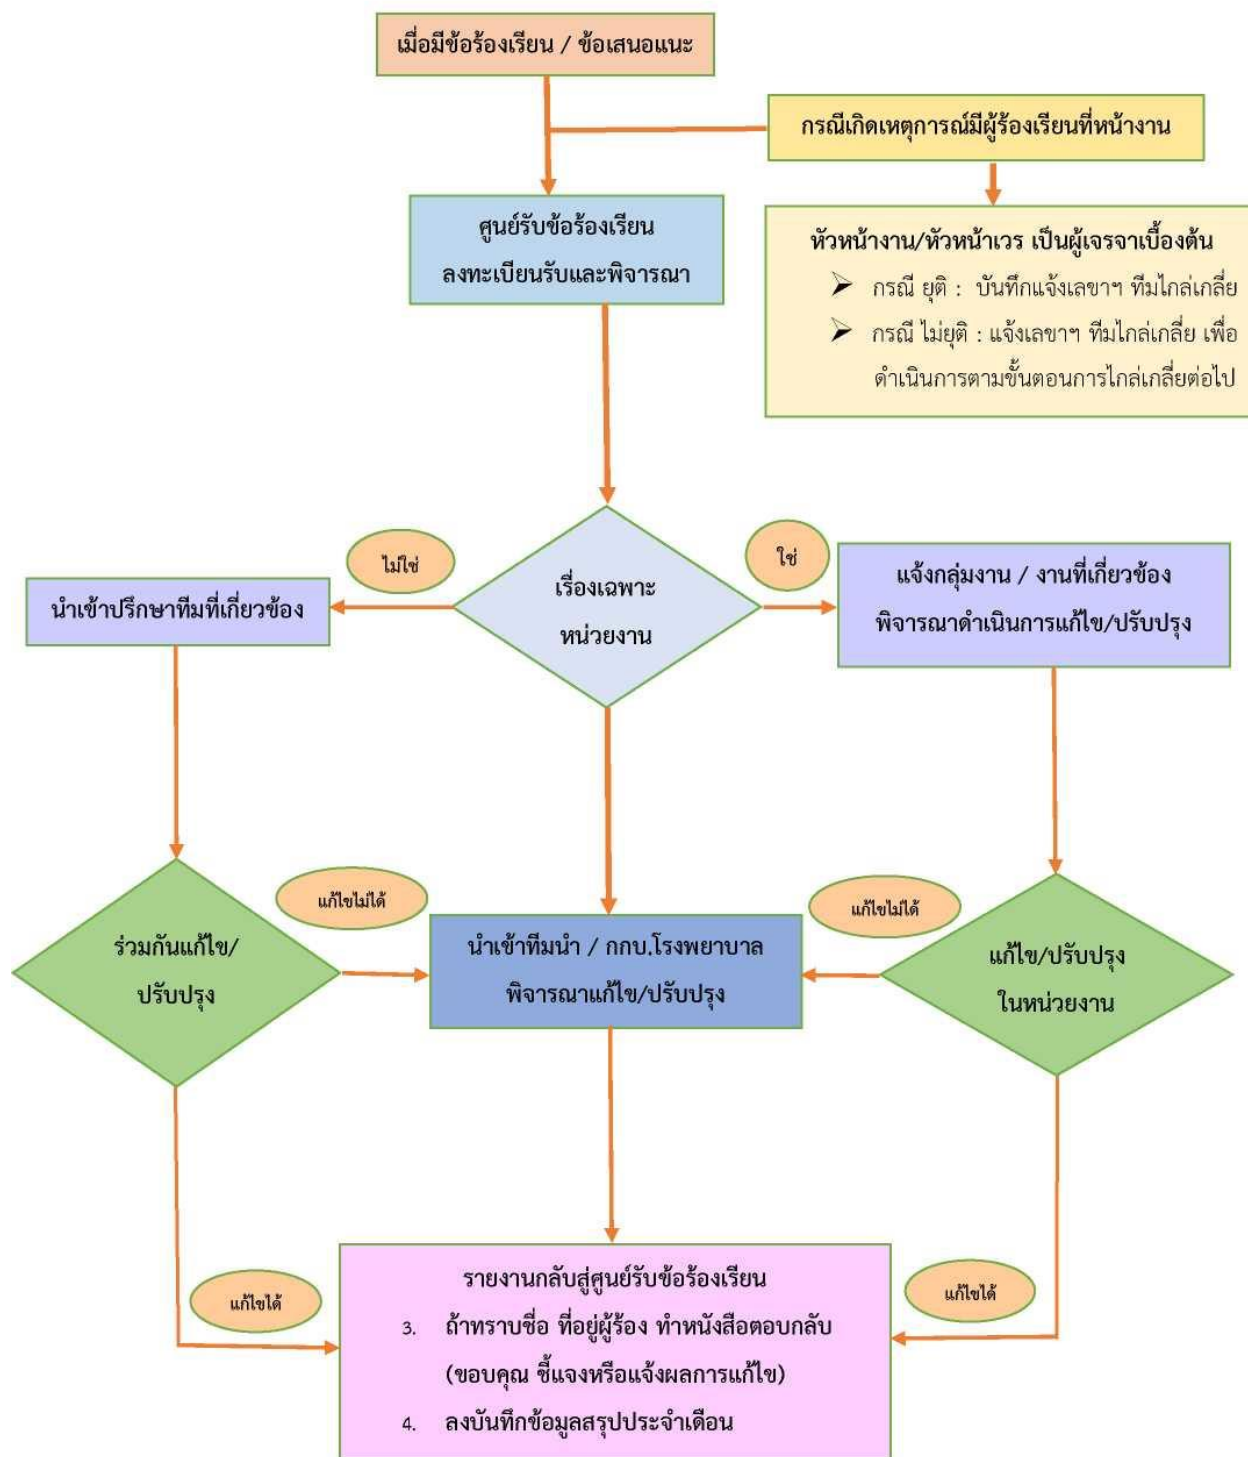 เมื่อมีข้อร้องเรียน / ข้อเสนอแนะ
กรณีเกิดเหตุการณ์มีผู้ร้องเรียนที่หน้างาน
ศูนย์รับข้อร้องเรียน
ลงทะเบียนรับและพิจารณา
หัวหน้างาน/หัวหน้าเวร เป็นผู้เจรจาเบื้องต้น
➢ กรณี ยุติ : บันทึกแจ้งเลขาฯ ทีมไกล่เกลี่ย
➢ กรณี ไม่ยุติ : แจ้งเลขาฯ ทีมไกล่เกลี่ย เพื่อ
ดำเนินการตามขั้นตอนการไกล่เกลี่ยต่อไป
ไม่ใช่
ใช่
เรื่องเฉพาะ
หน่วยงาน
นำเข้าปรึกษาทีมที่เกี่ยวข้อง
แจ้งกลุ่มงาน / งานที่เกี่ยวข้อง
พิจารณาดำเนินการแก้ไข/ปรับปรุง
แก้ไขไม่ได้
แก้ไขไม่ได้
ร่วมกันแก้ไข/
ปรับปรุง
นำเข้าทีมนำ / กกบ.โรงพยาบาล
พิจารณาแก้ไข/ปรับปรุง
แก้ไข/ปรับปรุง
ในหน่วยงาน
แก้ไขได้
แก้ไขได้
รายงานกลับสู่ศูนย์รับข้อร้องเรียน
3. ถ้าทราบชื่อ ที่อยู่ผู้ร้อง ทำหนังสือตอบกลับ
(ขอบคุณ ชี้แจงหรือแจ้งผลการแก้ไข)
4. ลงบันทึกข้อมูลสรุปประจำเดือน